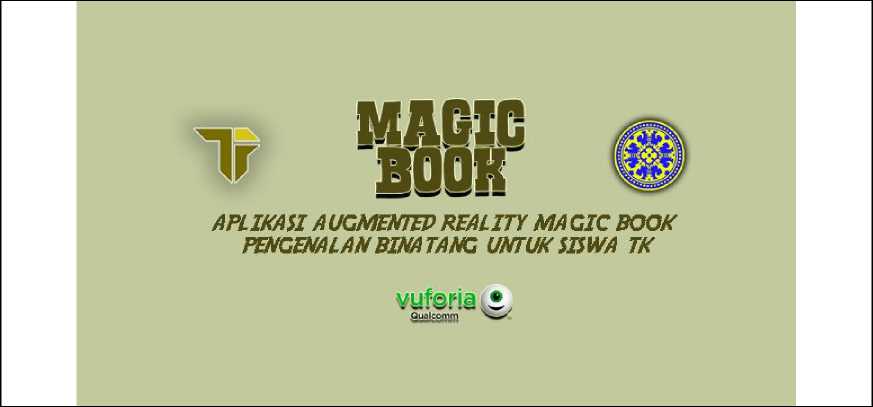 MAGIC
BOOK
APLIKASI AUGMENTED REALITY MAGIC BOOK
PENGENALAN BINATANG UNTUK SISWA TK
vuforia
Qualcomm